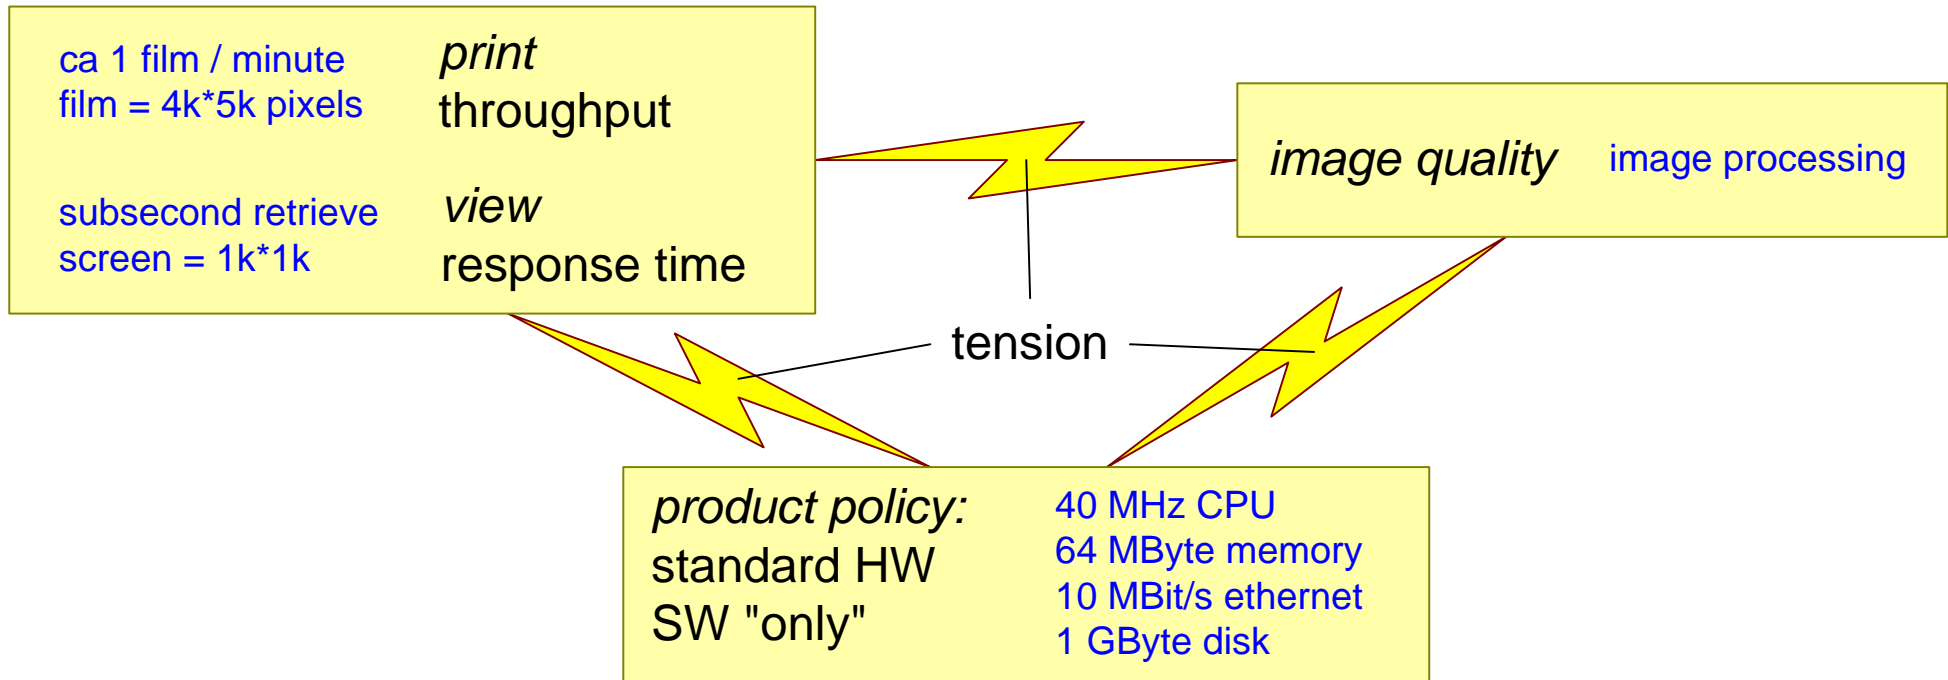 ca 1 film / minute
film = 4k*5k pixels
print
throughput
subsecond retrieve
screen = 1k*1k
view
response time
image quality
image processing
tension
product policy:
standard HW
SW "only"
40 MHz CPU
64 MByte memory
10 MBit/s ethernet
1 GByte disk